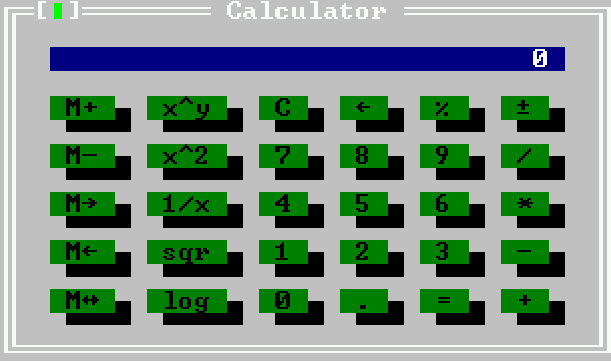 [▮] Calculator
0
M+ x^y C ← % ±
M− x^2 7 8 9 /
M→ 1/x 4 5 6 *
M← sqr 1 2 3 −
M↔ log 0 . = +